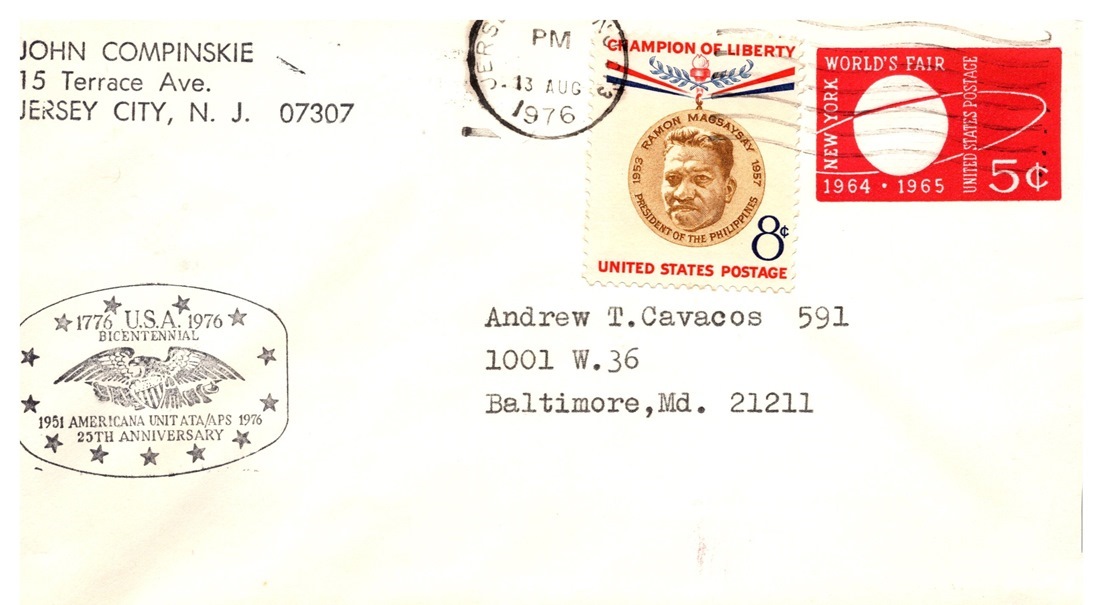 JOHN COMPINSKIE
15 Terrace Ave.
JERSEY CITY, N. J. 07307
PM
13 AUG
1976
CHAMPION OF LIBERTY
RAMON MAGSAYSAY
1953 1957
PRESIDENT OF THE PHILIPPINES
8¢
UNITED STATES POSTAGE
WORLD'S FAIR
NEW YORK
1964 · 1965
UNITED STATES POSTAGE
5¢
1776 U.S.A. 1976
BICENTENNIAL
1951 AMERICANA UNIT ATA/APS 1976
25TH ANNIVERSARY
Andrew T.Cavacos 591
1001 W.36
Baltimore,Md. 21211